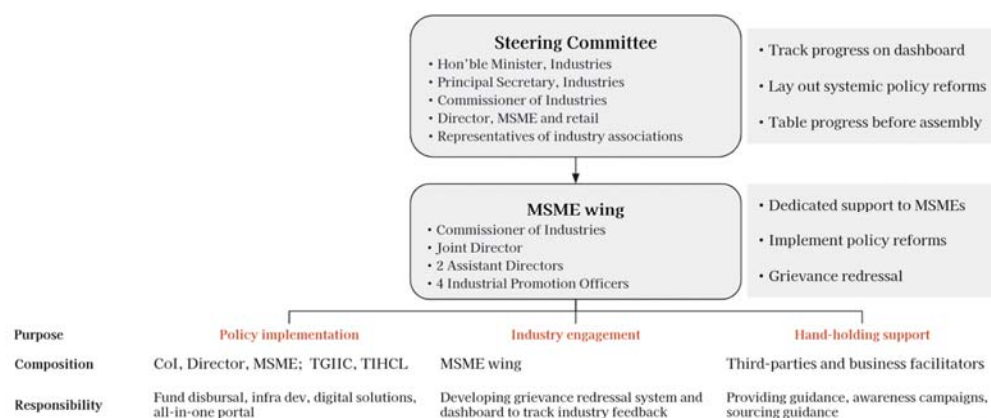 Steering Committee
• Hon'ble Minister, Industries
• Principal Secretary, Industries
• Commissioner of Industries
• Director, MSME and retail
• Representatives of industry associations
• Track progress on dashboard
• Lay out systemic policy reforms
• Table progress before assembly
MSME wing
• Commissioner of Industries
• Joint Director
• 2 Assistant Directors
• 4 Industrial Promotion Officers
• Dedicated support to MSMEs
• Implement policy reforms
• Grievance redressal
Purpose Policy implementation Industry engagement Hand-holding support
Composition CoI, Director, MSME; TGIIC, TIHCL MSME wing Third-parties and business facilitators
Responsibility Fund disbursal, infra dev, digital solutions, all-in-one portal
Developing grievance redressal system and dashboard to track industry feedback
Providing guidance, awareness campaigns, sourcing guidance